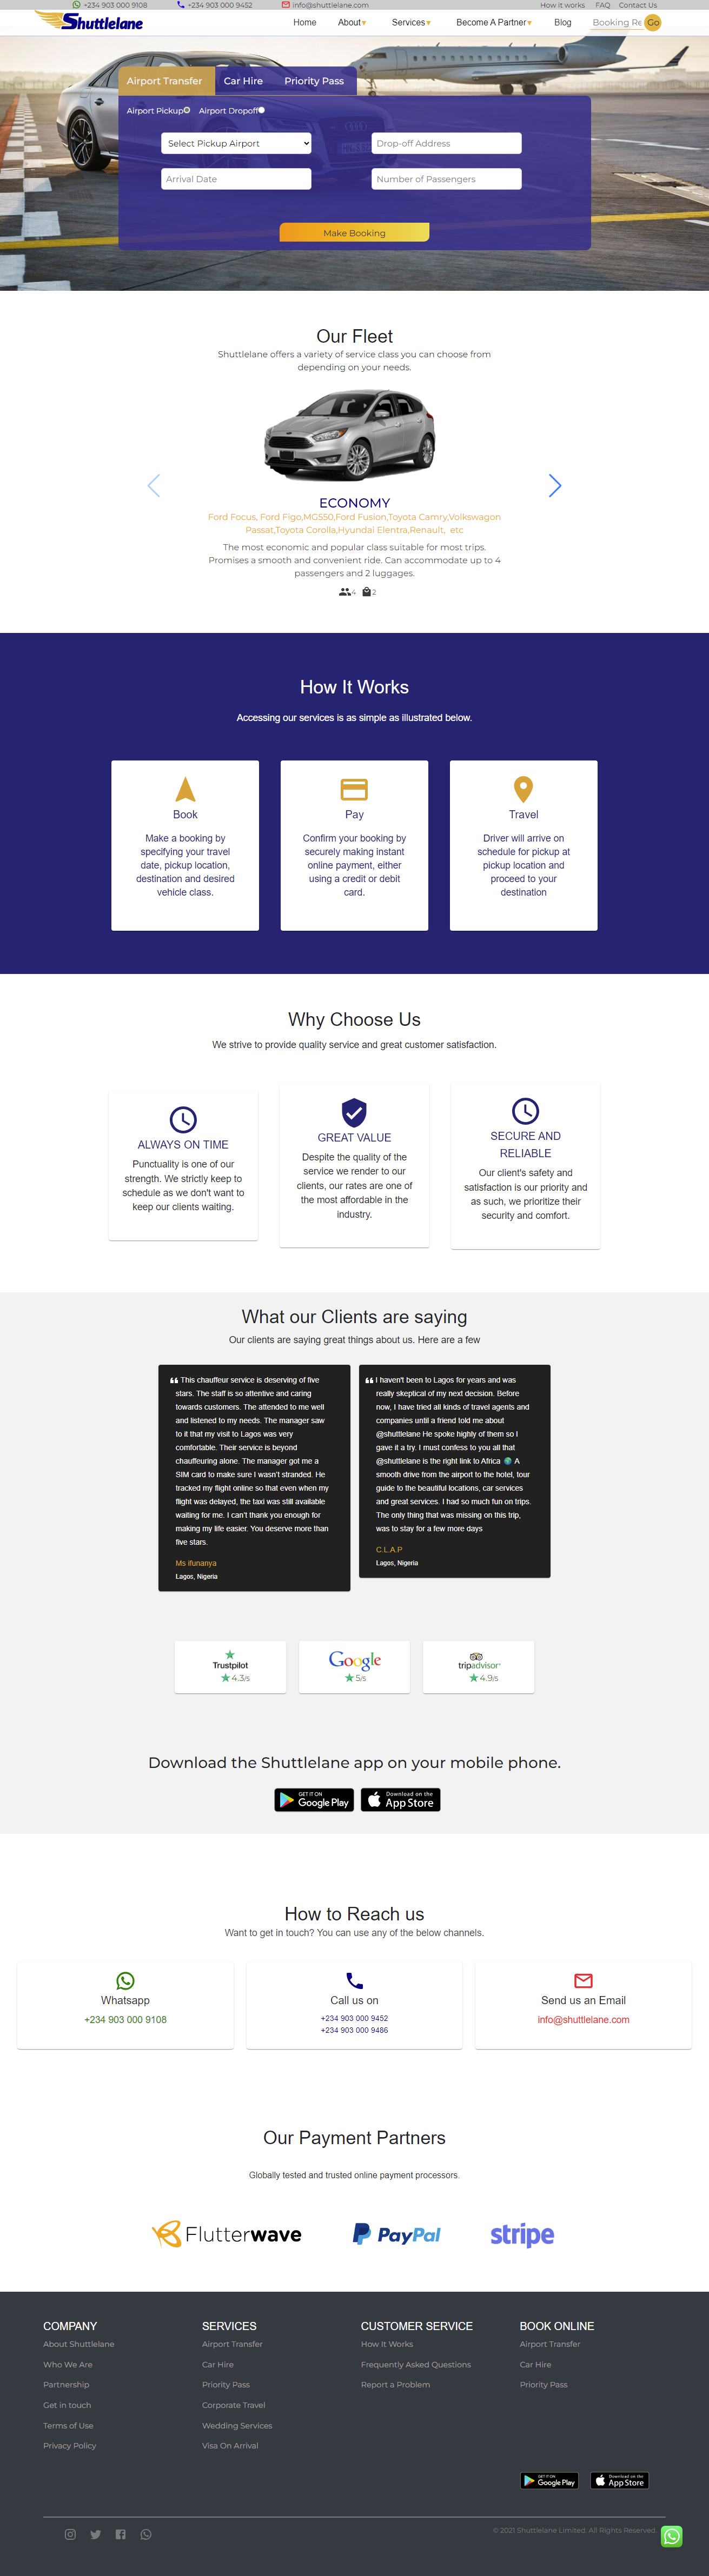 +234 903 000 9108
+234 903 000 9452
info@shuttlelane.com
How it works
FAQ
Contact Us
Shuttlelane
Home
About▾
Services▾
Become A Partner▾
Blog
Booking Re
Go
Airport Transfer
Car Hire
Priority Pass
Airport Pickup
Airport Dropoff
Select Pickup Airport
Drop-off Address
Arrival Date
Number of Passengers
Make Booking
Our Fleet
Shuttlelane offers a variety of service class you can choose from
depending on your needs.
ECONOMY
Ford Focus, Ford Figo,MG550,Ford Fusion,Toyota Camry,Volkswagon
Passat,Toyota Corolla,Hyundai Elentra,Renault, etc
The most economic and popular class suitable for most trips.
Promises a smooth and convenient ride. Can accommodate up to 4
passengers and 2 luggages.
4
2
How It Works
Accessing our services is as simple as illustrated below.
Book
Make a booking by
specifying your travel
date, pickup location,
destination and desired
vehicle class.
Pay
Confirm your booking by
securely making instant
online payment, either
using a credit or debit
card.
Travel
Driver will arrive on
schedule for pickup at
pickup location and
proceed to your
destination
Why Choose Us
We strive to provide quality service and great customer satisfaction.
ALWAYS ON TIME
Punctuality is one of our
strength. We strictly keep to
schedule as we don't want to
keep our clients waiting.
GREAT VALUE
Despite the quality of the
service we render to our
clients, our rates are one of
the most affordable in the
industry.
SECURE AND
RELIABLE
Our client's safety and
satisfaction is our priority and
as such, we prioritize their
security and comfort.
What our Clients are saying
Our clients are saying great things about us. Here are a few
❝ This chauffeur service is deserving of five
stars. The staff is so attentive and caring
towards customers. The attended to me well
and listened to my needs. The manager saw
to it that my visit to Lagos was very
comfortable. Their service is beyond
chauffeuring alone. The manager got me a
SIM card to make sure I wasn't stranded. He
tracked my flight online so that even when my
flight was delayed, the taxi was still available
waiting for me. I can't thank you enough for
making my life easier. You deserve more than
five stars.
Ms ifunanya
Lagos, Nigeria
❝ I haven't been to Lagos for years and was
really skeptical of my next decision. Before
now, I have tried all kinds of travel agents and
companies until a friend told me about
@shuttlelane He spoke highly of them so I
gave it a try. I must confess to you all that
@shuttlelane is the right link to Africa 🌍 A
smooth drive from the airport to the hotel, tour
guide to the beautiful locations, car services
and great services. I had so much fun on trips.
The only thing that was missing on this trip,
was to stay for a few more days
C.L.A.P
Lagos, Nigeria
Trustpilot
★4.3/5
Google
★5/5
tripadvisor
★4.9/5
Download the Shuttlelane app on your mobile phone.
GET IT ON
Google Play
Download on the
App Store
How to Reach us
Want to get in touch? You can use any of the below channels.
Whatsapp
+234 903 000 9108
Call us on
+234 903 000 9452
+234 903 000 9486
Send us an Email
info@shuttlelane.com
Our Payment Partners
Globally tested and trusted online payment processors.
Flutterwave
PayPal
stripe
COMPANY
About Shuttlelane
Who We Are
Partnership
Get in touch
Terms of Use
Privacy Policy
SERVICES
Airport Transfer
Car Hire
Priority Pass
Corporate Travel
Wedding Services
Visa On Arrival
CUSTOMER SERVICE
How It Works
Frequently Asked Questions
Report a Problem
BOOK ONLINE
Airport Transfer
Car Hire
Priority Pass
GET IT ON
Google Play
Download on the
App Store
© 2021 Shuttlelane Limited. All Rights Reserved.